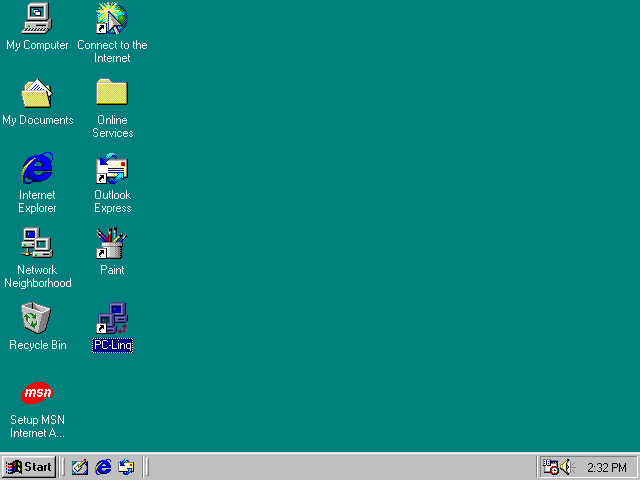 My Computer
Connect to the
Internet
My Documents
Online
Services
Internet
Explorer
Outlook
Express
Network
Neighborhood
Paint
Recycle Bin
PC-Linq
msn
Setup MSN
Internet A...
Start
2:32 PM